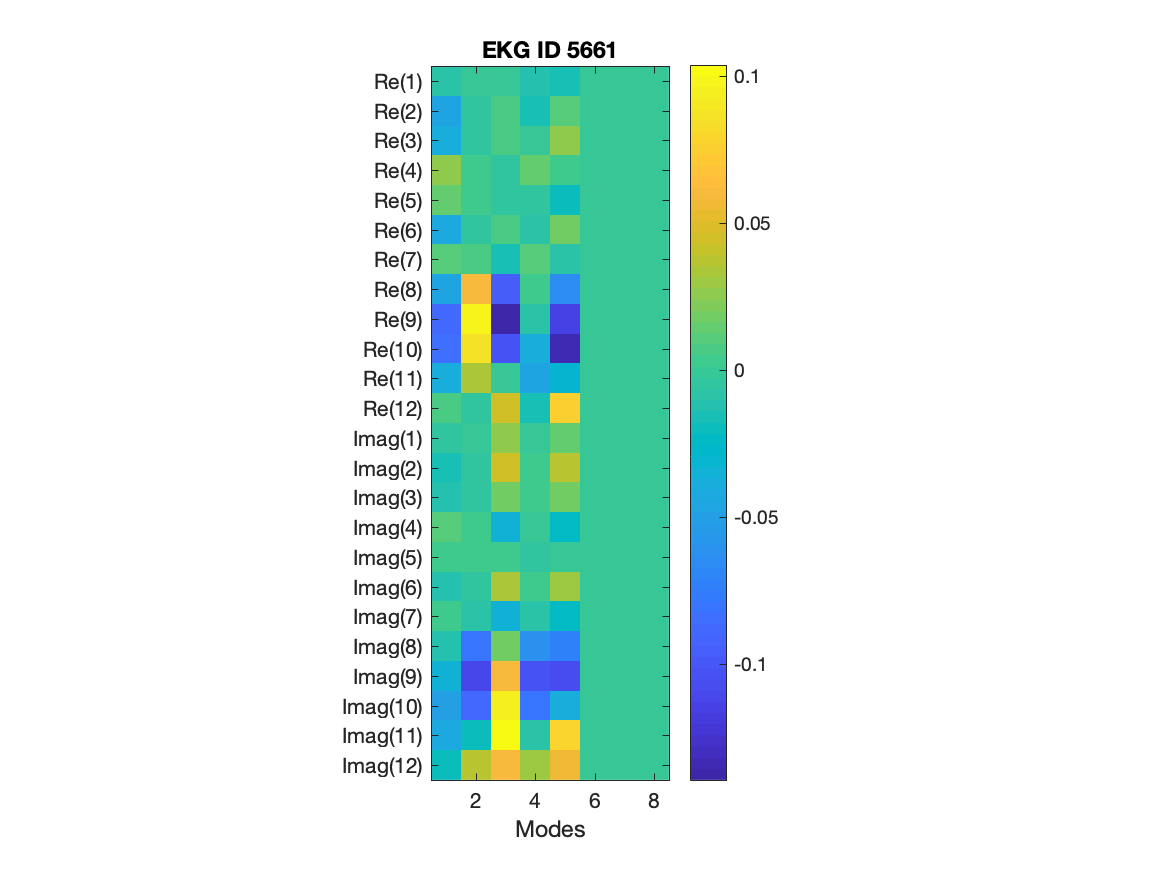 EKG ID 5661
Re(1)
Re(2)
Re(3)
Re(4)
Re(5)
Re(6)
Re(7)
Re(8)
Re(9)
Re(10)
Re(11)
Re(12)
Imag(1)
Imag(2)
Imag(3)
Imag(4)
Imag(5)
Imag(6)
Imag(7)
Imag(8)
Imag(9)
Imag(10)
Imag(11)
Imag(12)
2 4 6 8
Modes
0.1
0.05
0
-0.05
-0.1